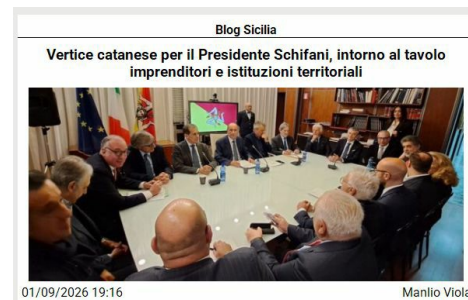 Blog Sicilia
Vertice catanese per il Presidente Schifani, intorno al tavolo
imprenditori e istituzioni territoriali
01/09/2026 19:16
Manlio Viola